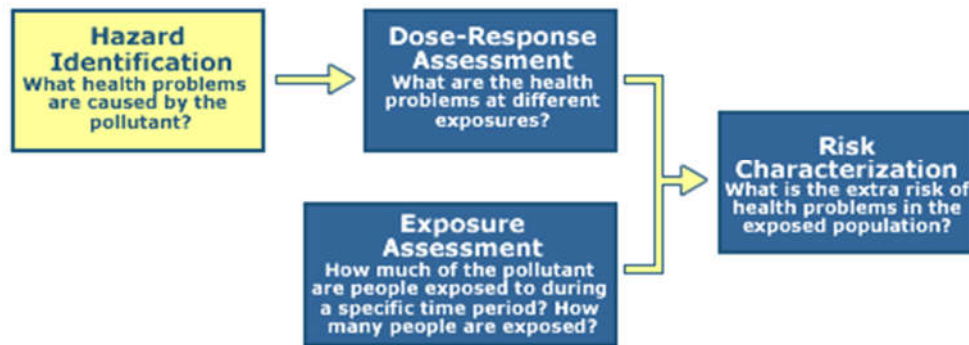 Hazard
Identification
What health problems
are caused by the
pollutant?
Dose-Response
Assessment
What are the health
problems at different
exposures?
Exposure
Assessment
How much of the pollutant
are people exposed to during
a specific time period? How
many people are exposed?
Risk
Characterization
What is the extra risk of
health problems in the
exposed population?